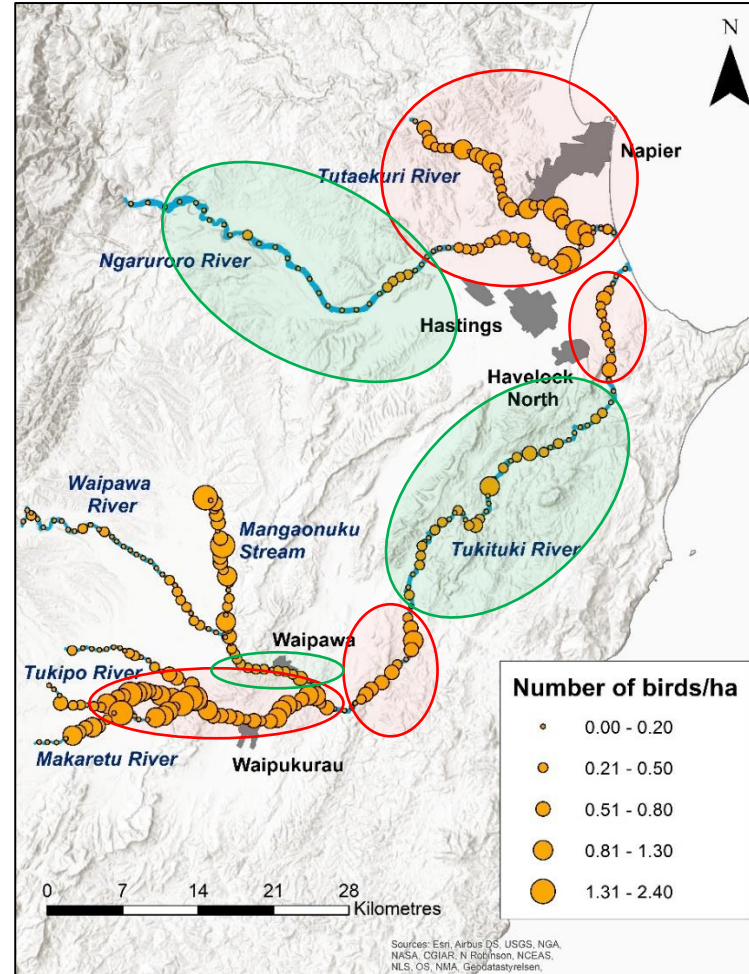 N
Napier
Tutaekuri River
Ngaruroro River
Hastings
Havelock
North
Waipawa
River
Mangaonuku
Stream
Tukituki River
Waipawa
Tukipo River
Makaretu River
Waipukurau
Number of birds/ha
0.00 - 0.20
0.21 - 0.50
0.51 - 0.80
0.81 - 1.30
1.31 - 2.40
0 7 14 21 28
Kilometres
Sources: Esri, Airbus DS, USGS, NGA,
NASA, CGIAR, N Robinson, NCEAS,
NLS, OS, NMA, Geodatastyrelsen,